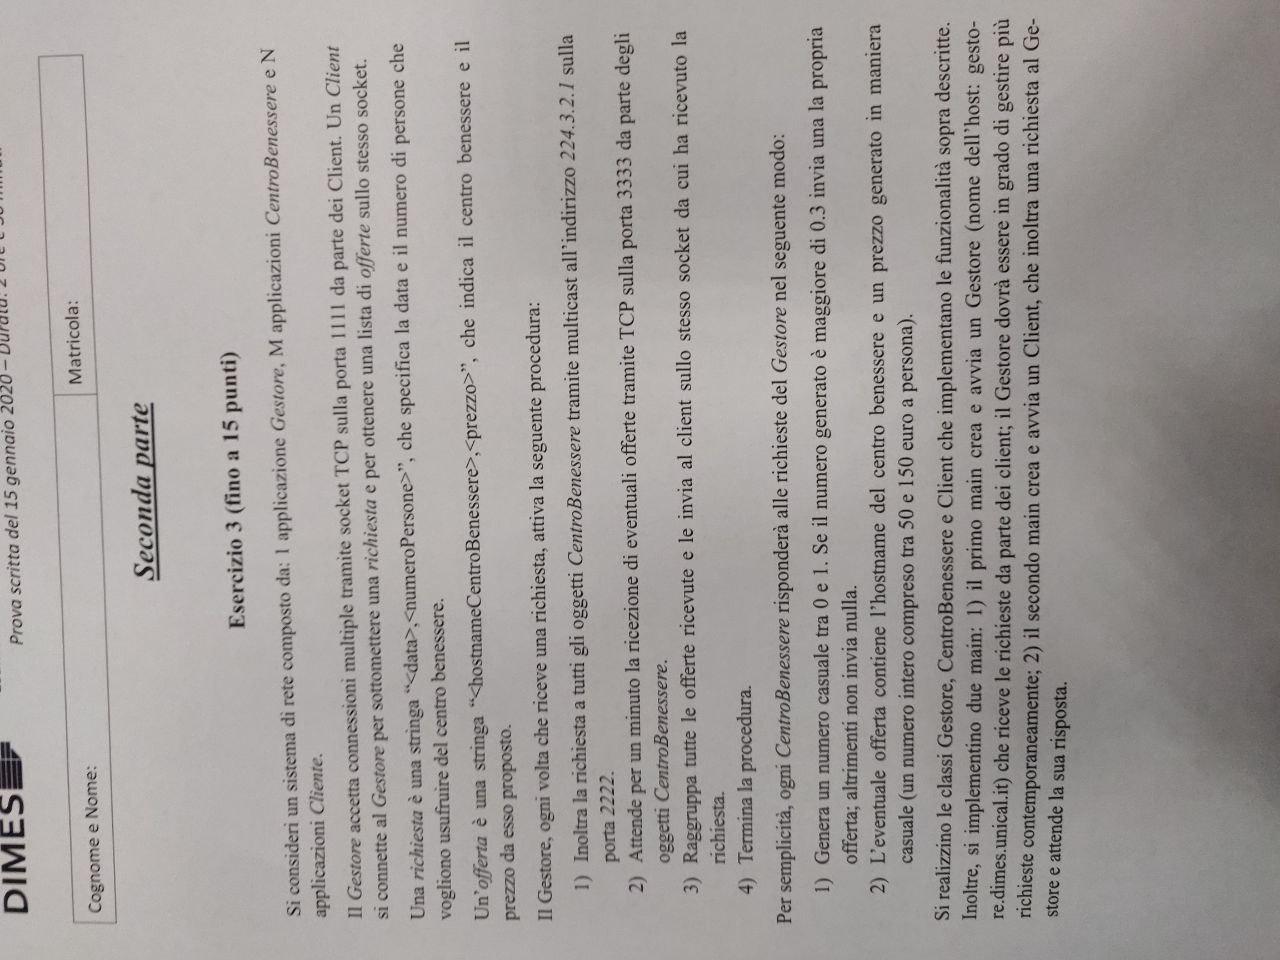 DIMES
Prova scritta del 15 gennaio 2020 – Durata: 2 ore e 30
Cognome e Nome:
Matricola:
Seconda parte
Esercizio 3 (fino a 15 punti)
Si consideri un sistema di rete composto da: 1 applicazione Gestore, M applicazioni CentroBenessere e N
applicazioni Cliente.
Il Gestore accetta connessioni multiple tramite socket TCP sulla porta 1111 da parte dei Client. Un Client
si connette al Gestore per sottomettere una richiesta e per ottenere una lista di offerte sullo stesso socket.
Una richiesta è una stringa “<data>,<numeroPersone>”, che specifica la data e il numero di persone che
vogliono usufruire del centro benessere.
Un’offerta è una stringa “<hostnameCentroBenessere>,<prezzo>”, che indica il centro benessere e il
prezzo da esso proposto.
Il Gestore, ogni volta che riceve una richiesta, attiva la seguente procedura:
1) Inoltra la richiesta a tutti gli oggetti CentroBenessere tramite multicast all’indirizzo 224.3.2.1 sulla
porta 2222.
2) Attende per un minuto la ricezione di eventuali offerte tramite TCP sulla porta 3333 da parte degli
oggetti CentroBenessere.
3) Raggruppa tutte le offerte ricevute e le invia al client sullo stesso socket da cui ha ricevuto la
richiesta.
4) Termina la procedura.
Per semplicità, ogni CentroBenessere risponderà alle richieste del Gestore nel seguente modo:
1) Genera un numero casuale tra 0 e 1. Se il numero generato è maggiore di 0.3 invia una la propria
offerta; altrimenti non invia nulla.
2) L’eventuale offerta contiene l’hostname del centro benessere e un prezzo generato in maniera
casuale (un numero intero compreso tra 50 e 150 euro a persona).
Si realizzino le classi Gestore, CentroBenessere e Client che implementano le funzionalità sopra descritte.
Inoltre, si implementino due main: 1) il primo main crea e avvia un Gestore (nome dell’host: gesto-
re.dimes.unical.it) che riceve le richieste da parte dei client; il Gestore dovrà essere in grado di gestire più
richieste contemporaneamente; 2) il secondo main crea e avvia un Client, che inoltra una richiesta al Ge-
store e attende la sua risposta.